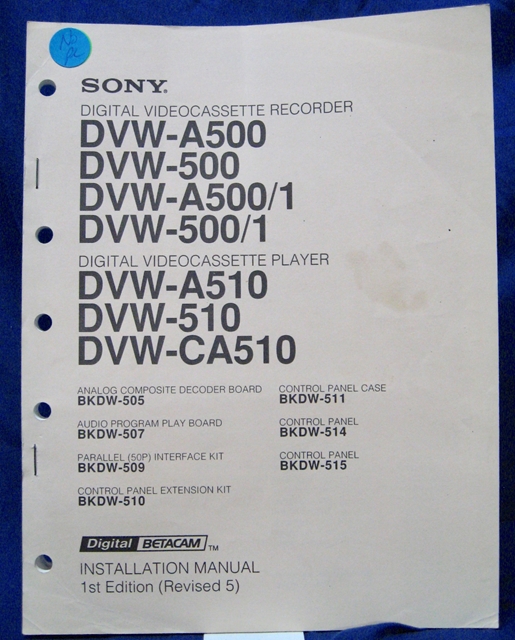 SONY®
DIGITAL VIDEOCASSETTE RECORDER
DVW-A500
DVW-500
DVW-A500/1
DVW-500/1
DIGITAL VIDEOCASSETTE PLAYER
DVW-A510
DVW-510
DVW-CA510
ANALOG COMPOSITE DECODER BOARD
BKDW-505
AUDIO PROGRAM PLAY BOARD
BKDW-507
PARALLEL (50P) INTERFACE KIT
BKDW-509
CONTROL PANEL EXTENSION KIT
BKDW-510
CONTROL PANEL CASE
BKDW-511
CONTROL PANEL
BKDW-514
CONTROL PANEL
BKDW-515
Digital BETACAM TM
INSTALLATION MANUAL
1st Edition (Revised 5)